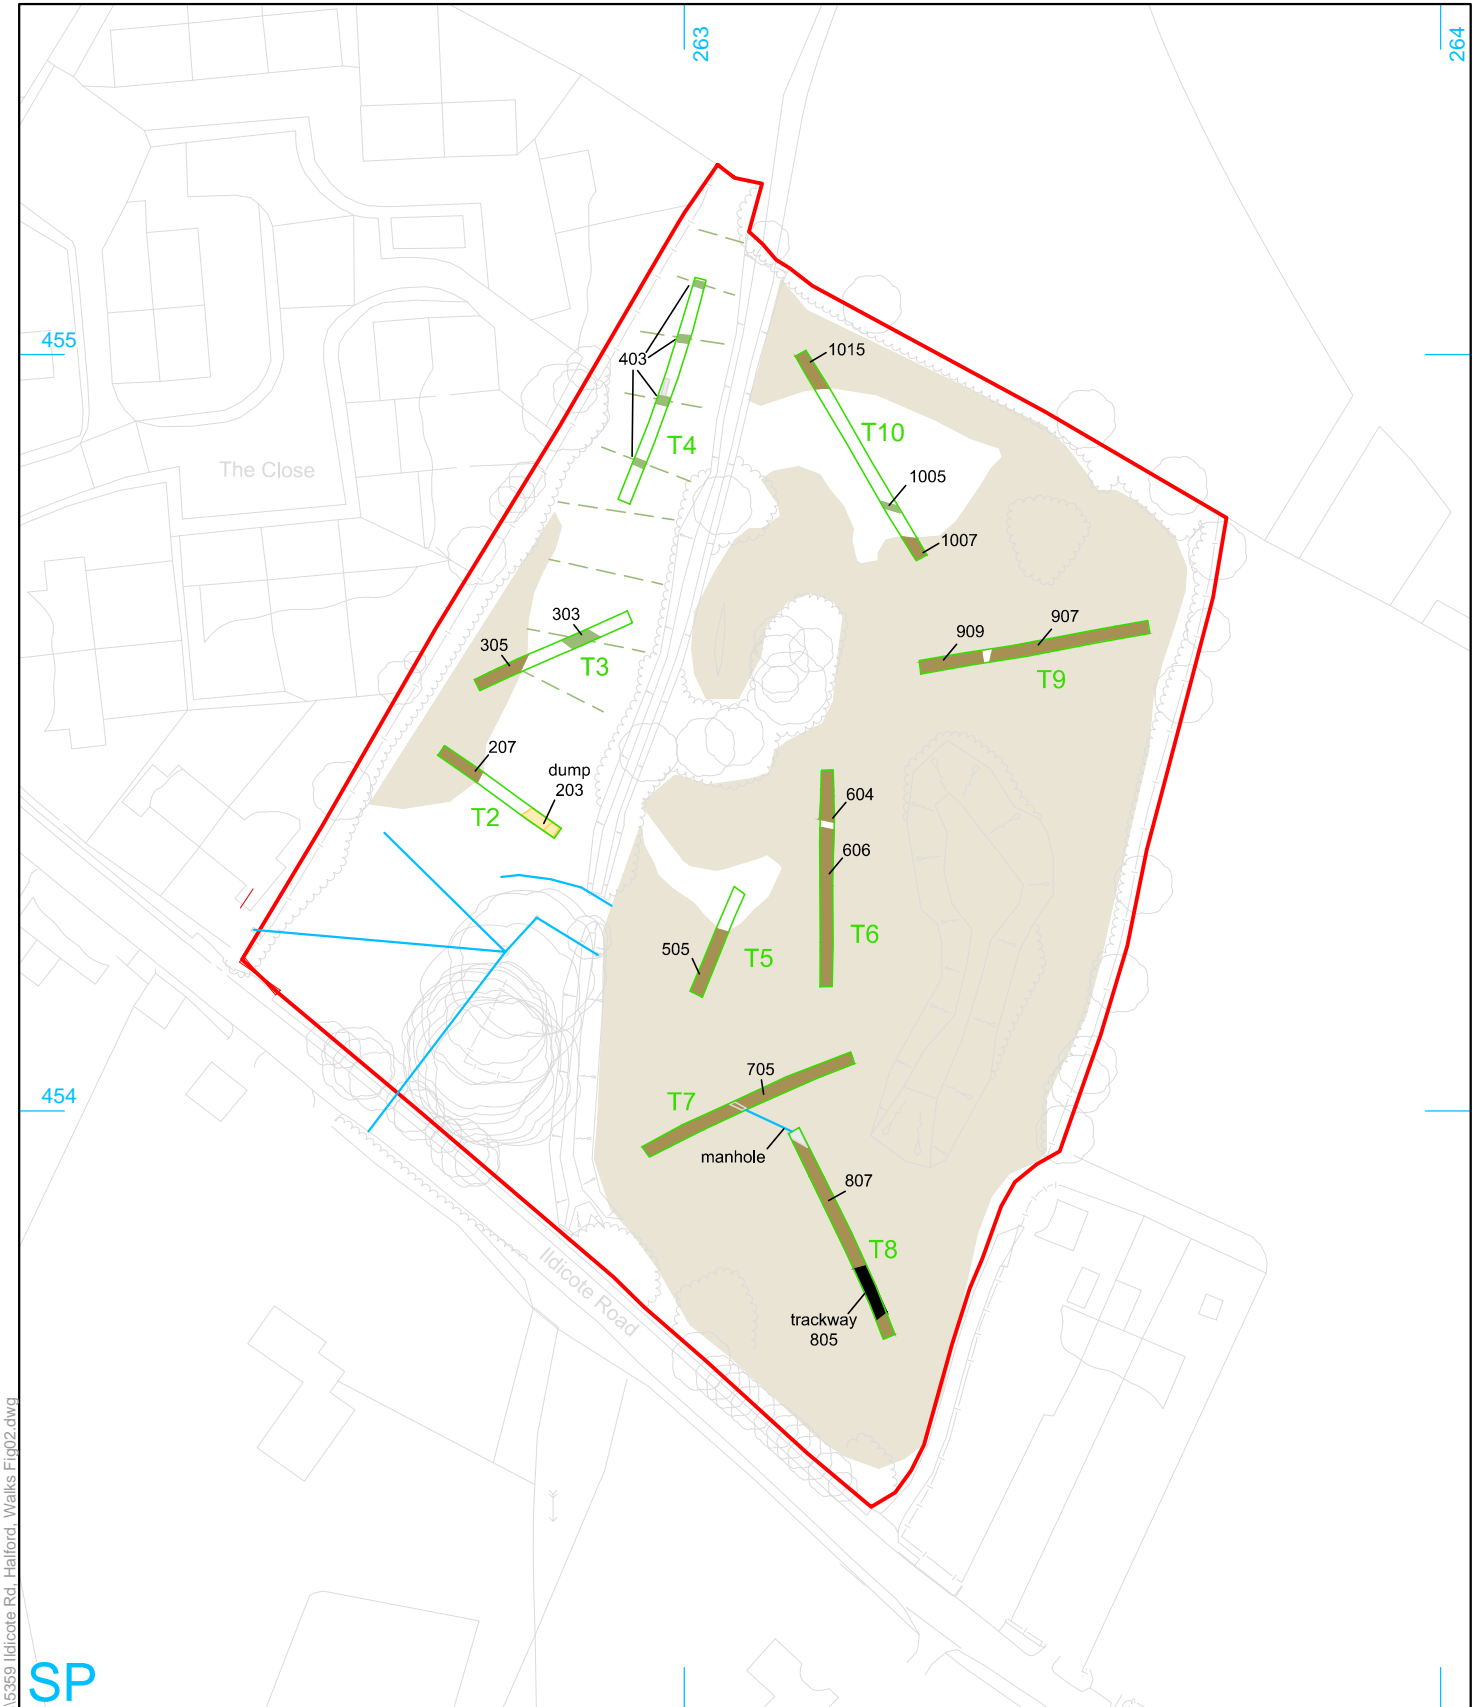 263
264
455
1015
403
T10
T4
The Close
1005
1007
303
907
305
909
T3
T9
207
dump
203
604
T2
606
T6
505
T5
705
T7
454
manhole
807
T8
Ildicote Road
trackway
805
\5359 Ildicote Rd, Halford, Walks Fig02.dwg
SP